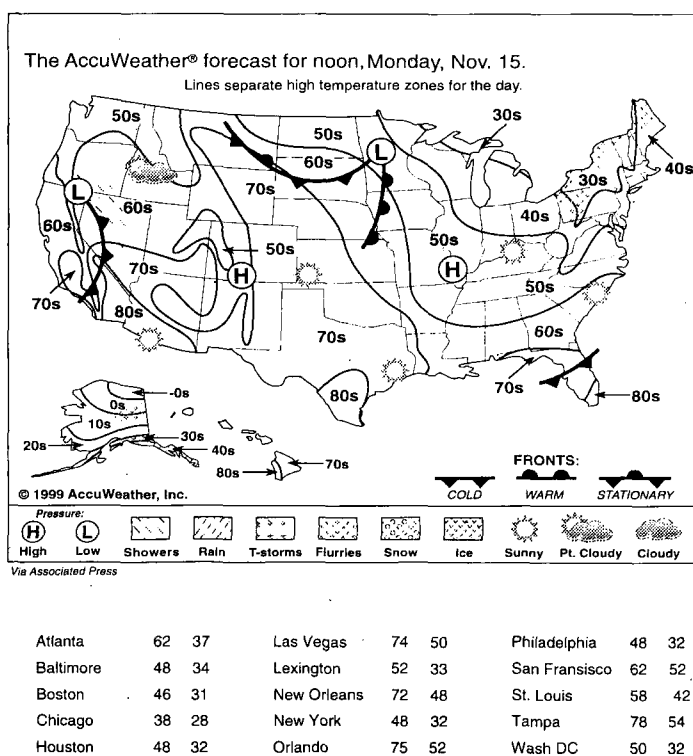 The AccuWeather® forecast for noon, Monday, Nov. 15.
Lines separate high temperature zones for the day.
50s
30s
50s
60s
40s
30s
70s
L
L
60s
60s
40s
50s
50s
H
H
70s
50s
70s
80s
70s
60s
70s
80s
80s
-0s
0s
10s
20s
30s
40s
70s
80s
FRONTS:
COLD WARM STATIONARY
© 1999 AccuWeather, Inc.
Pressure:
H L
High Low Showers Rain T-storms Flurries Snow Ice Sunny Pt. Cloudy Cloudy
Via Associated Press
Atlanta 62 37 Las Vegas 74 50 Philadelphia 48 32
Baltimore 48 34 Lexington 52 33 San Fransisco 62 52
Boston 46 31 New Orleans 72 48 St. Louis 58 42
Chicago 38 28 New York 48 32 Tampa 78 54
Houston 48 32 Orlando 75 52 Wash DC 50 32